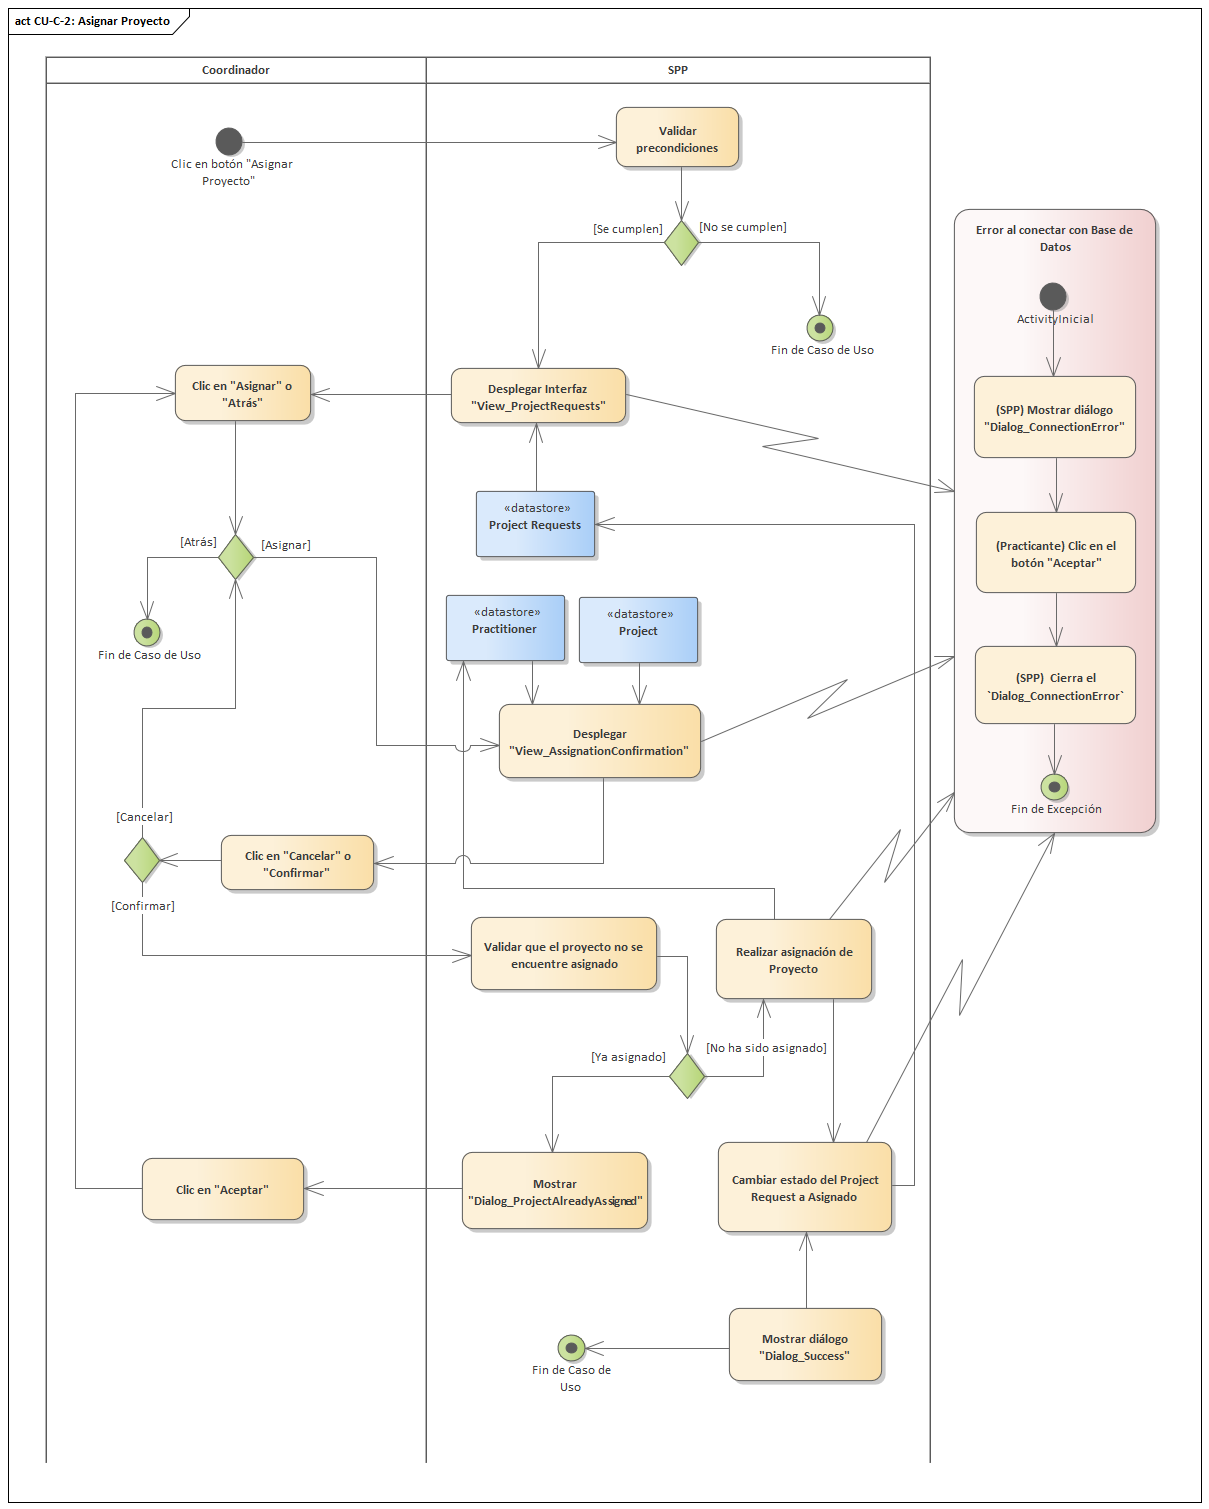 act CU-C-2: Asignar Proyecto
Coordinador
SPP
Clic en botón "Asignar
Proyecto"
Validar
precondiciones
[Se cumplen]
[No se cumplen]
Fin de Caso de Uso
Error al conectar con Base de
Datos
ActivityInicial
Clic en "Asignar" o
"Atrás"
Desplegar Interfaz
"View_ProjectRequests"
(SPP) Mostrar diálogo
"Dialog_ConnectionError"
«datastore»
Project Requests
[Atrás]
[Asignar]
(Practicante) Clic en el
botón "Aceptar"
Fin de Caso de Uso
«datastore»
Practitioner
«datastore»
Project
(SPP)  Cierra el
`Dialog_ConnectionError`
Desplegar
"View_AssignationConfirmation"
Fin de Excepción
[Cancelar]
Clic en "Cancelar" o
"Confirmar"
[Confirmar]
Validar que el proyecto no se
encuentre asignado
Realizar asignación de
Proyecto
[Ya asignado]
[No ha sido asignado]
Clic en "Aceptar"
Mostrar
"Dialog_ProjectAlreadyAssigned"
Cambiar estado del Project
Request a Asignado
Mostrar diálogo
"Dialog_Success"
Fin de Caso de
Uso